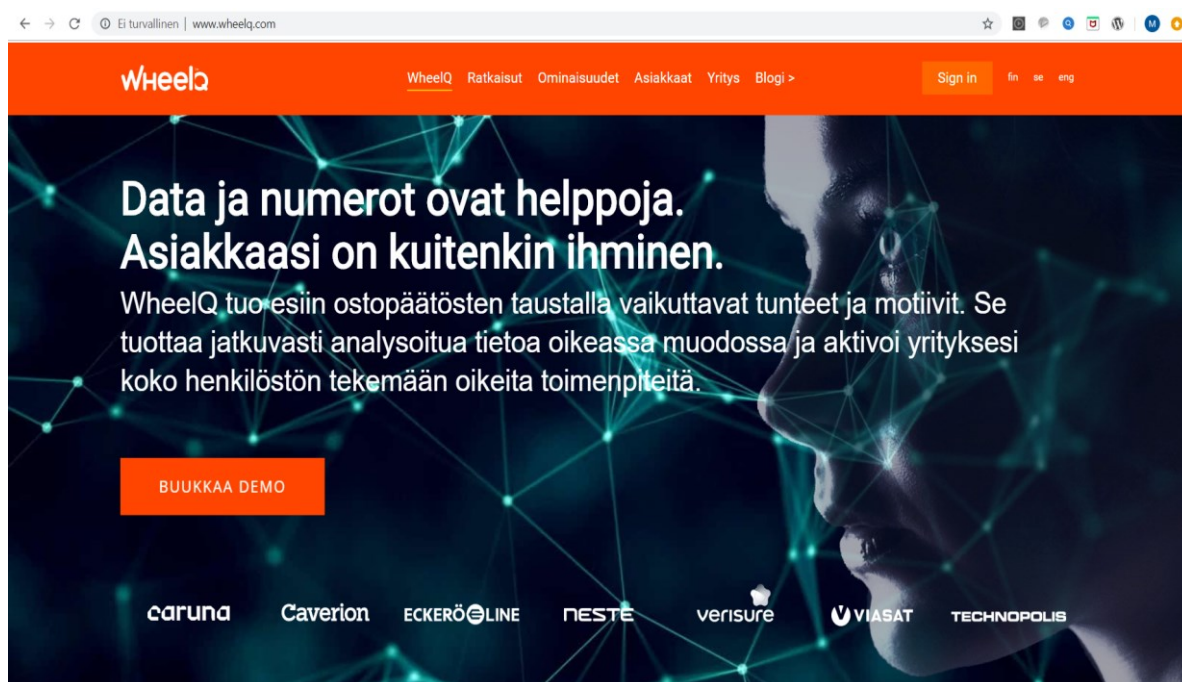 Ei turvallinen | www.wheelq.com
WheelQ
WheelQ Ratkaisut Ominaisuudet Asiakkaat Yritys Blogi > Sign in fin se eng
Data ja numerot ovat helppoja.
Asiakkaasi on kuitenkin ihminen.
WheelQ tuo esiin ostopäätösten taustalla vaikuttavat tunteet ja motiivit. Se
tuottaa jatkuvasti analysoitua tietoa oikeassa muodossa ja aktivoi yrityksesi
koko henkilöstön tekemään oikeita toimenpiteitä.
BUUKKAA DEMO
caruna Caverion ECKERÖ LINE NESTE verisure VIASAT TECHNOPOLIS